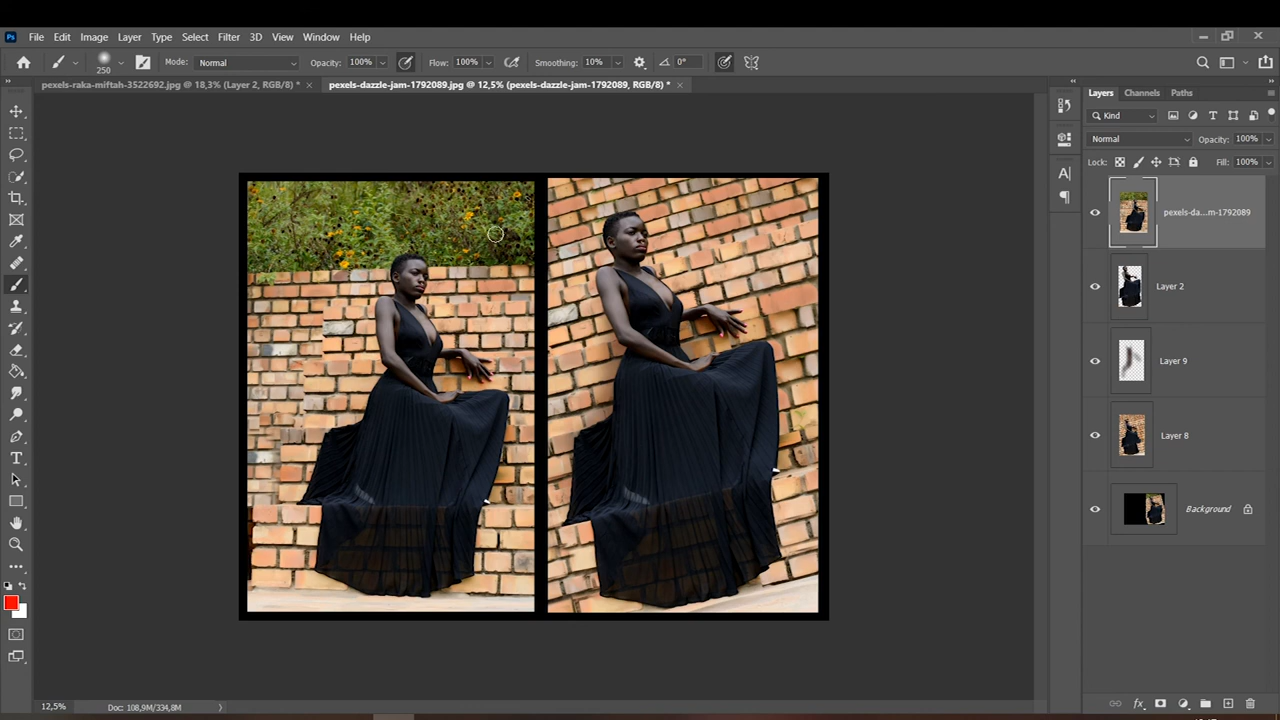 Ps File Edit Image Layer Type Select Filter 3D View Window Help
250 Mode: Normal Opacity: 100% Flow: 100% Smoothing: 10% 0°
pexels-raka-miftah-3522692.jpg @ 18,3% (Layer 2, RGB/8) * × pexels-dazzle-jam-1792089.jpg @ 12,5% (pexels-dazzle-jam-1792089, RGB/8) * ×
Layers Channels Paths
Kind
Normal Opacity: 100%
Lock: Fill: 100%
pexels-da...m-1792089
Layer 2
Layer 9
Layer 8
Background
12,5% Doc: 108,9M/334,8M